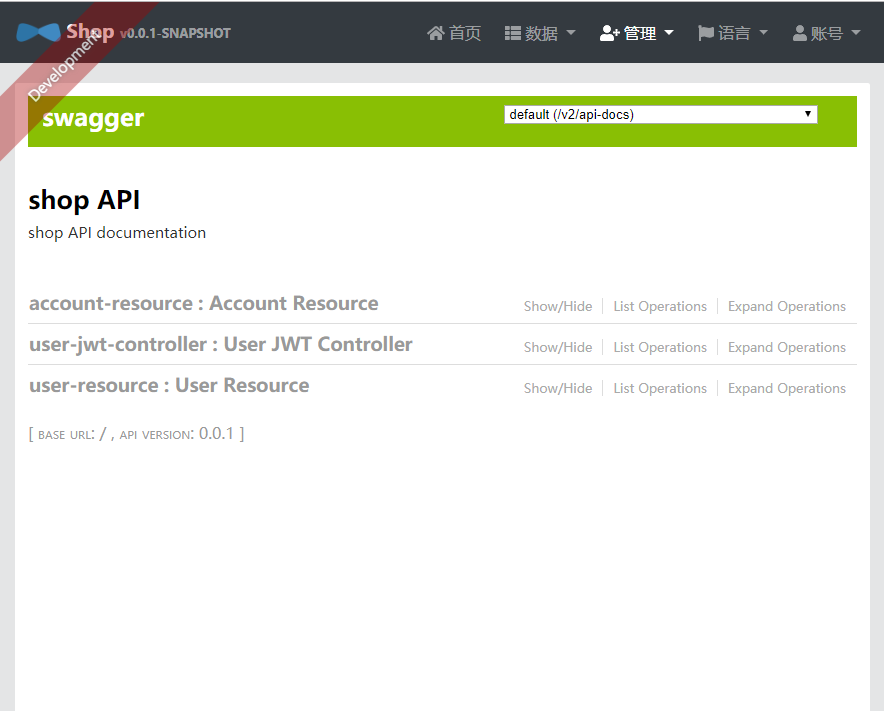 Shop v0.0.1-SNAPSHOT 首页 数据 管理 语言 账号
Development
swagger default (/v2/api-docs)
shop API
shop API documentation
account-resource : Account Resource Show/Hide List Operations Expand Operations
user-jwt-controller : User JWT Controller Show/Hide List Operations Expand Operations
user-resource : User Resource Show/Hide List Operations Expand Operations
[ BASE URL: / , API VERSION: 0.0.1 ]